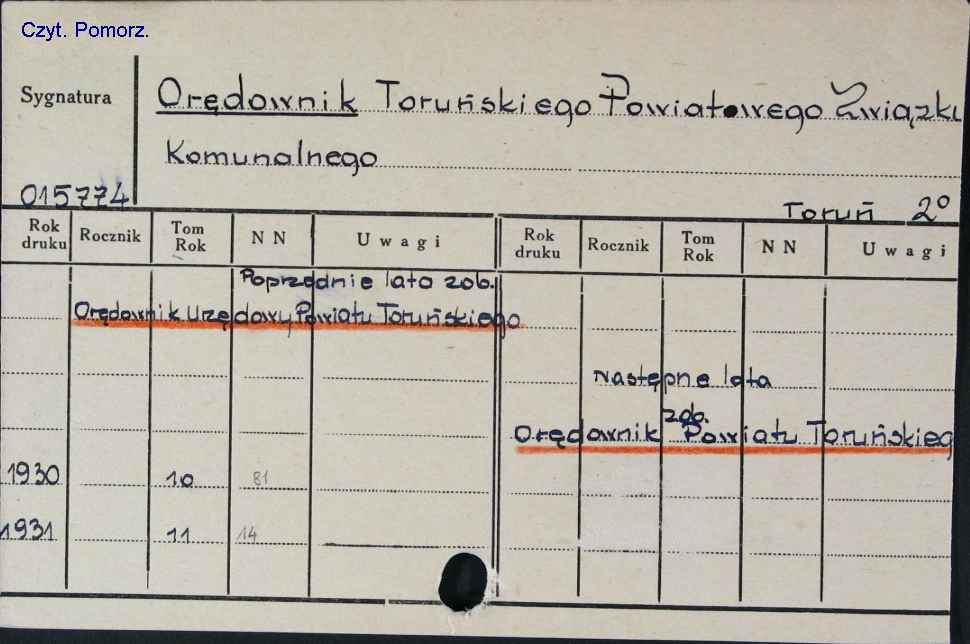 Czyt. Pomorz.
Sygnatura
Orędownik Toruńskiego Powiatowego Związku
Komunalnego
015774
Toruń 2°
Rok druku Rocznik Tom Rok N N U w a g i Rok druku Rocznik Tom Rok N N U w a g i
Poprzednie lata zob.
Orędownik Urzędowy Powiatu Toruńskiego
Następne lata
zob.
Orędownik Powiatu Toruńskieg
1930 10 81
1931 11 14